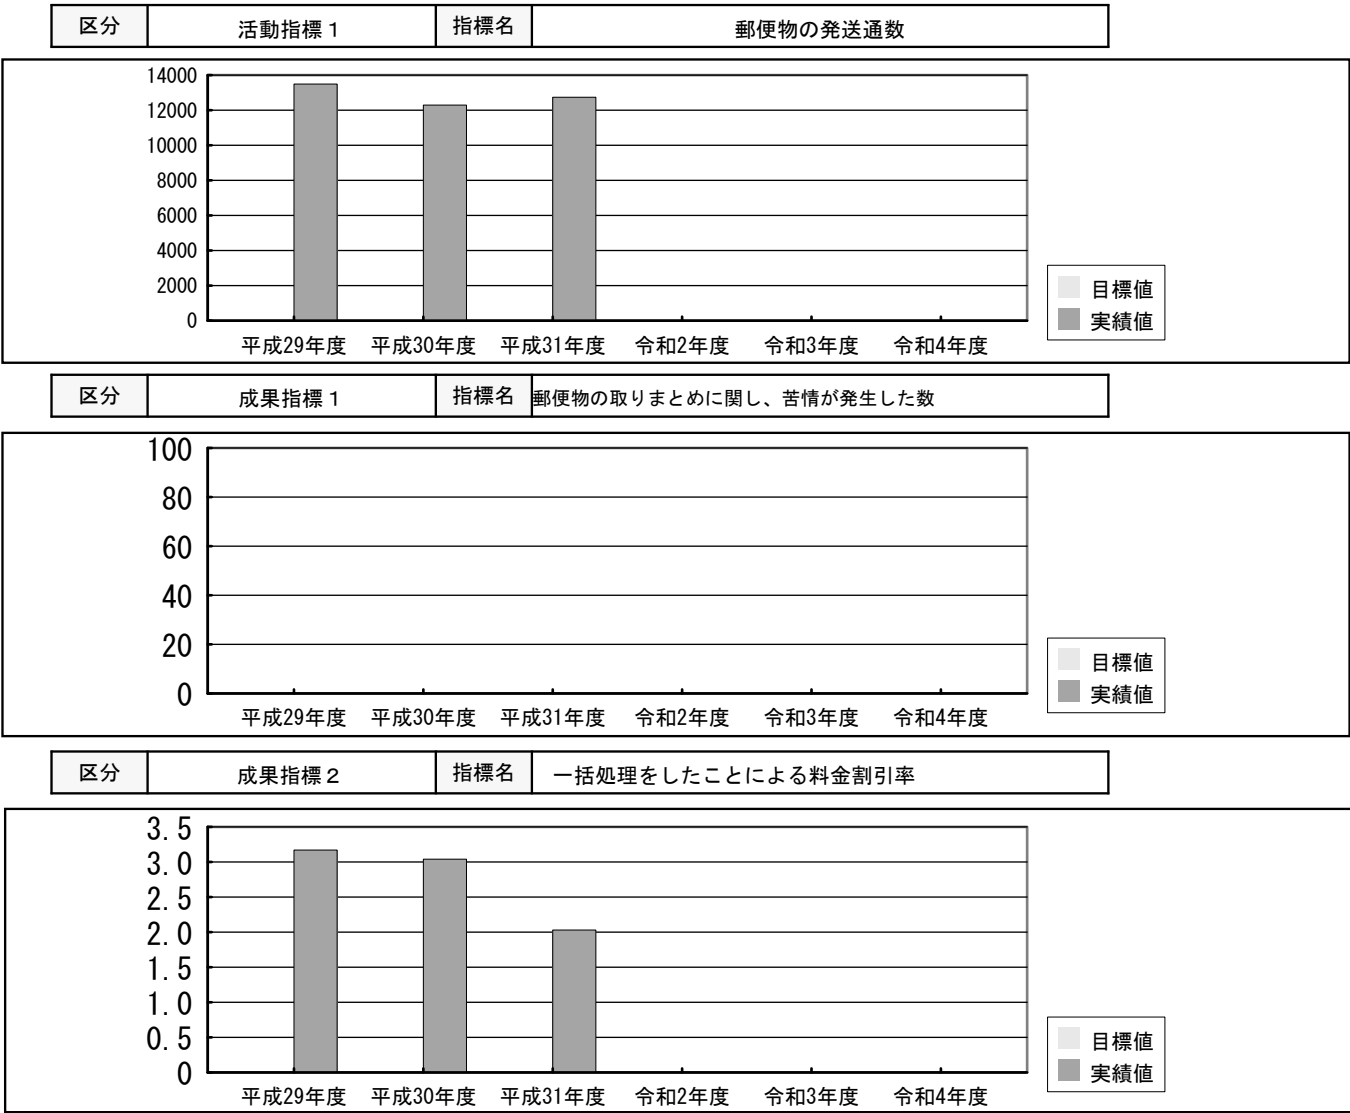 区分 活動指標１ 指標名 郵便物の発送通数
14000
12000
10000
8000
6000
4000
2000
0
平成29年度 平成30年度 平成31年度 令和2年度 令和3年度 令和4年度
目標値
実績値
区分 成果指標１ 指標名 郵便物の取りまとめに関し、苦情が発生した数
100
80
60
40
20
0
平成29年度 平成30年度 平成31年度 令和2年度 令和3年度 令和4年度
目標値
実績値
区分 成果指標２ 指標名 一括処理をしたことによる料金割引率
3.5
3.0
2.5
2.0
1.5
1.0
0.5
0
平成29年度 平成30年度 平成31年度 令和2年度 令和3年度 令和4年度
目標値
実績値